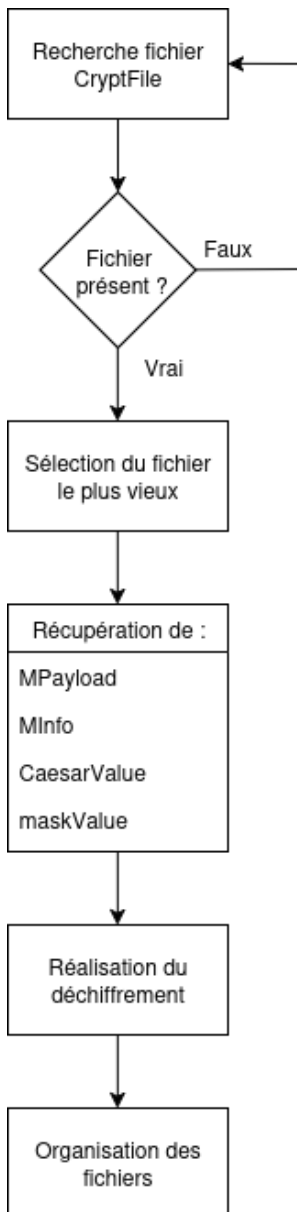 Recherche fichier
CryptFile
Fichier
présent ?
Faux
Vrai
Sélection du fichier
le plus vieux
Récupération de :
MPayload
MInfo
CaesarValue
maskValue
Réalisation du
déchiffrement
Organisation des
fichiers